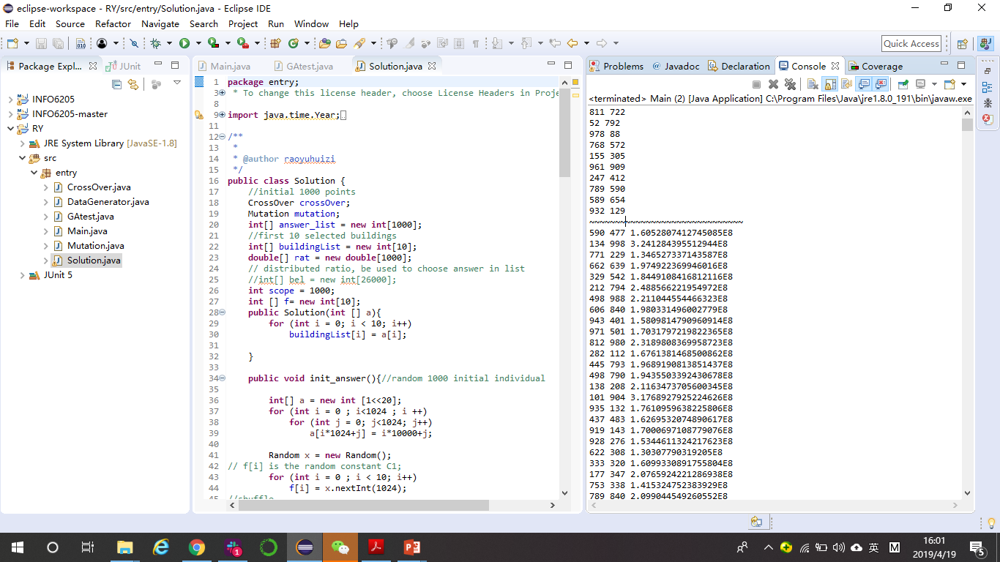 eclipse-workspace - RY/src/entry/Solution.java - Eclipse IDE
File Edit Source Refactor Navigate Search Project Run Window Help
Quick Access
Package Expl... JUnit
INFO6205
INFO6205-master
RY
JRE System Library [JavaSE-1.8]
src
entry
CrossOver.java
DataGenerator.java
GAtest.java
Main.java
Mutation.java
Solution.java
JUnit 5
Main.java GAtest.java Solution.java
1 package entry;
3 * To change this license header, choose License Headers in Proje
8
9 import java.time.Year;
11
12 /**
13 *
14 * @author raoyuhuizi
15 */
16 public class Solution {
17 //initial 1000 points
18 CrossOver crossOver;
19 Mutation mutation;
20 int[] answer_list = new int[1000];
21 //first 10 selected buildings
22 int[] buildingList = new int[10];
23 double[] rat = new double[1000];
24 // distributed ratio, be used to choose answer in list
25 //int[] bel = new int[26000];
26 int scope = 1000;
27 int [] f= new int[10];
28 public Solution(int [] a){
29 for (int i = 0; i < 10; i++)
30 buildingList[i] = a[i];
31
32 }
33
34 public void init_answer(){//random 1000 initial individual
35
36 int[] a = new int [1<<20];
37 for (int i = 0 ; i<1024 ; i ++)
38 for (int j = 0; j<1024; j++)
39 a[i*1024+j] = i*10000+j;
40
41 Random x = new Random();
42 // f[i] is the random constant C1;
43 for (int i = 0 ; i < 10; i++)
44 f[i] = x.nextInt(1024);
45 //shuffle
Problems @ Javadoc Declaration Console Coverage
<terminated> Main (2) [Java Application] C:\Program Files\Java\jre1.8.0_191\bin\javaw.exe
811 722
52 792
978 88
768 572
155 305
961 909
247 412
789 590
589 654
932 129
~~~~~~~~~~~~~~~~~~~~~~~~~~~~~~
590 477 1.6052807412745085E8
134 998 3.241284395512944E8
771 229 1.346527337143587E8
662 639 1.974922369946016E8
329 542 1.8449108416812116E8
212 794 2.488566221954972E8
498 988 2.211044554466323E8
606 840 1.980331496002779E8
943 401 1.5809814790960914E8
971 501 1.7031797219822365E8
812 980 2.3189808369958723E8
282 112 1.6761381468500862E8
445 793 1.9689190813851437E8
498 790 1.9435503392430678E8
138 208 2.1163473705600345E8
101 904 3.1768927925224626E8
935 132 1.7610959638225806E8
437 483 1.6269532074890617E8
919 143 1.7000697108779076E8
928 276 1.5344611324217623E8
622 308 1.30307790319205E8
333 320 1.6099330891755804E8
177 347 2.0765924221286938E8
753 338 1.415324752383929E8
789 840 2.099044549260552E8
英 M
16:01
2019/4/19
1
5